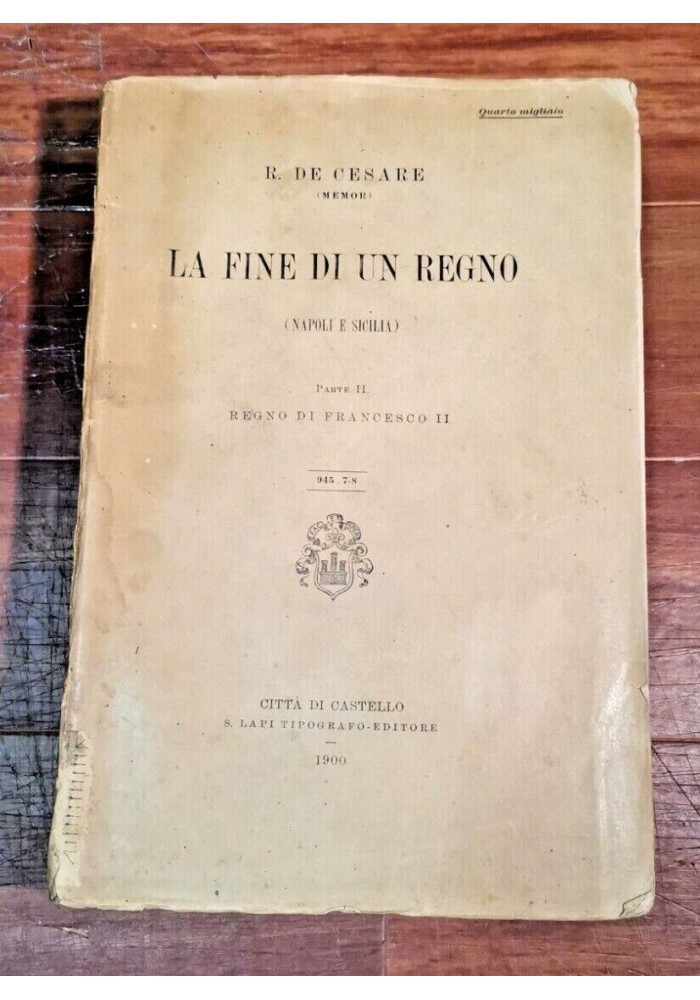 Quarto migliaio
R. DE CESARE
(MEMOR)
LA FINE DI UN REGNO
(NAPOLI E SICILIA)
PARTE II.
REGNO DI FRANCESCO II
945.7-8
CITTÀ DI CASTELLO
S. LAPI TIPOGRAFO-EDITORE
1900